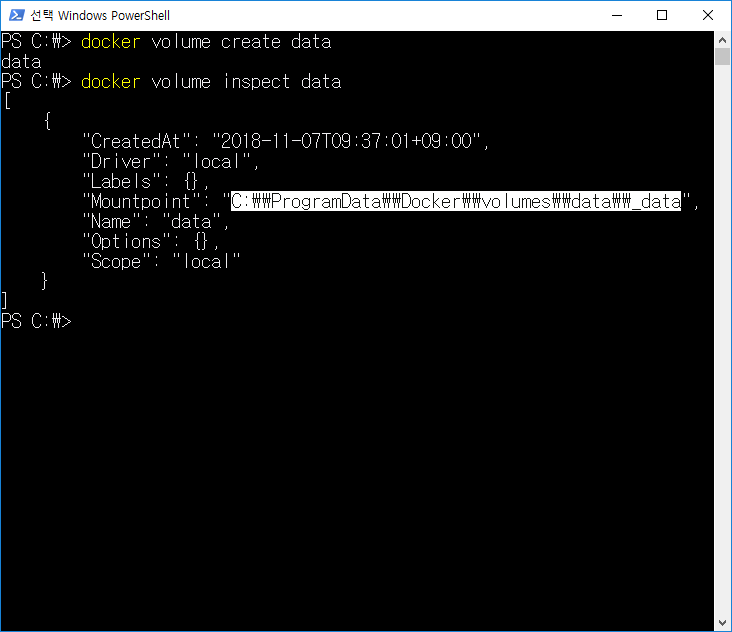 선택 Windows PowerShell
PS C:₩> docker volume create data
data
PS C:₩> docker volume inspect data
[
    {
        "CreatedAt": "2018-11-07T09:37:01+09:00",
        "Driver": "local",
        "Labels": {},
        "Mountpoint": "C:₩₩ProgramData₩₩Docker₩₩volumes₩₩data₩₩_data",
        "Name": "data",
        "Options": {},
        "Scope": "local"
    }
]
PS C:₩>